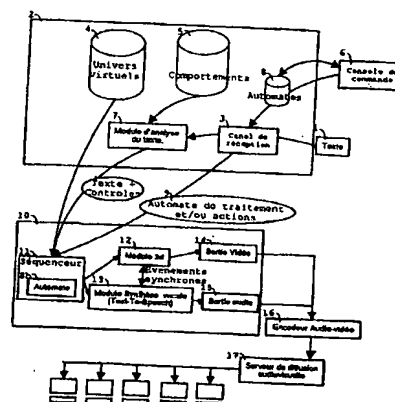 2
4
Univers
Virtuels
5
Comportements
8
Automates
6
Console de
commande
7
Module d'analyse
du texte.
3
Canal de
réception
Texte
Texte +
Controles
9
Automate de traitement
et/ou actions
10
11
Séquenceur
Automate
12
Module 3d
Evenements
synchrones
13
Module Synthèse vocale
(Text-To-Speech)
14
Sortie Vidéo
15
Sortie audio
16
Encodeur Audio-vidéo
17
Serveur de diffusion
audiovisuelle